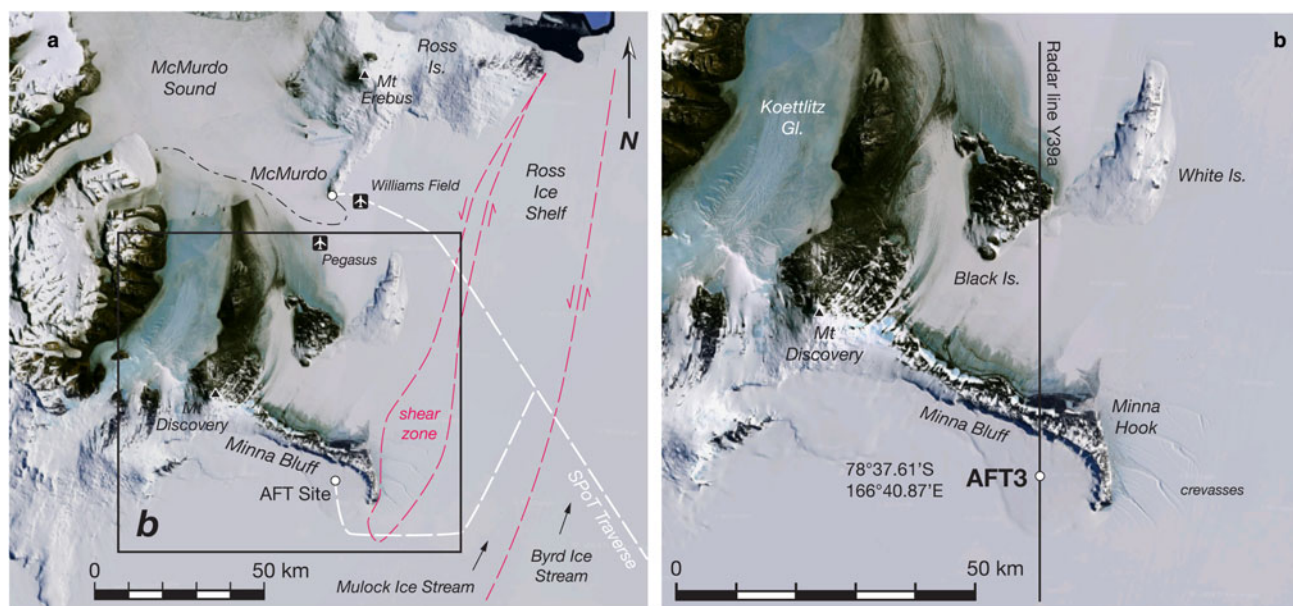 a
McMurdo
Sound
Ross
Is.
Mt
Erebus
N
McMurdo
Williams Field
Ross
Ice
Shelf
Pegasus
shear
zone
Mt
Discovery
Minna Bluff
AFT Site
SPoT Traverse
b
Byrd Ice
Stream
Mulock Ice Stream
0 50 km
b
Radar line Y39a
Koettlitz
Gl.
White Is.
Black Is.
Mt
Discovery
Minna
Hook
Minna Bluff
78°37.61'S
166°40.87'E
AFT3
crevasses
0 50 km